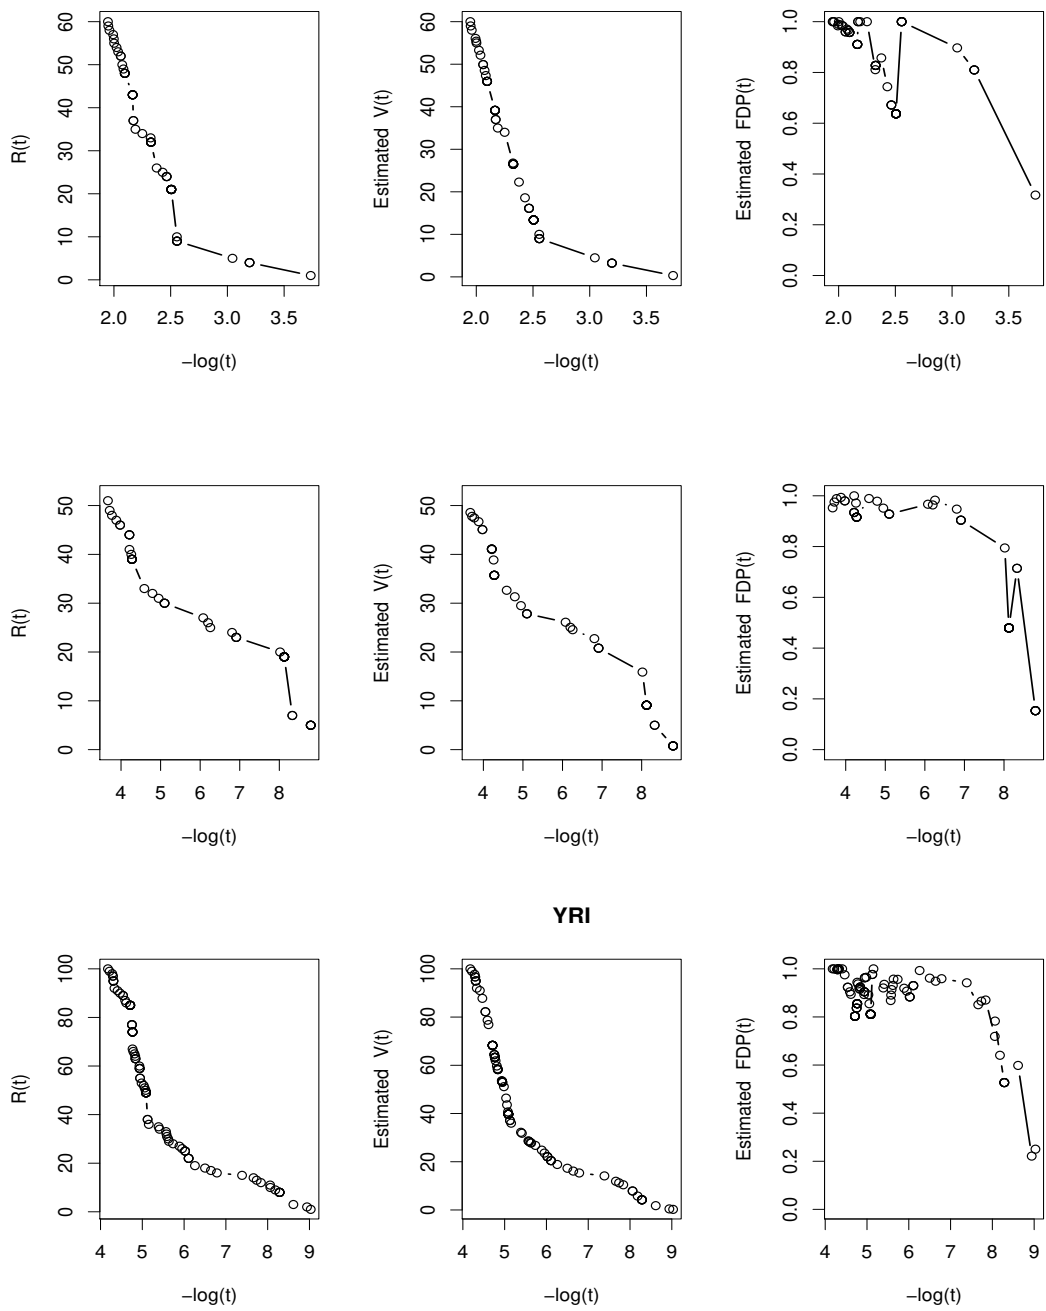 R(t)
0 10 20 30 40 50 60
2.0 2.5 3.0 3.5
−log(t)
Estimated V(t)
0 10 20 30 40 50 60
2.0 2.5 3.0 3.5
−log(t)
Estimated FDP(t)
0.0 0.2 0.4 0.6 0.8 1.0
2.0 2.5 3.0 3.5
−log(t)
R(t)
0 10 20 30 40 50
4 5 6 7 8
−log(t)
Estimated V(t)
0 10 20 30 40 50
4 5 6 7 8
−log(t)
Estimated FDP(t)
0.0 0.2 0.4 0.6 0.8 1.0
4 5 6 7 8
−log(t)
YRI
R(t)
0 20 40 60 80 100
4 5 6 7 8 9
−log(t)
Estimated V(t)
0 20 40 60 80 100
4 5 6 7 8 9
−log(t)
Estimated FDP(t)
0.0 0.2 0.4 0.6 0.8 1.0
4 5 6 7 8 9
−log(t)